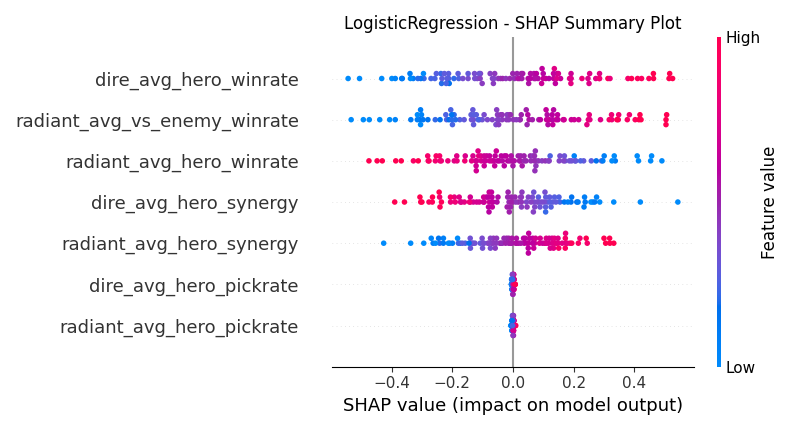 LogisticRegression - SHAP Summary Plot
High
dire_avg_hero_winrate
radiant_avg_vs_enemy_winrate
radiant_avg_hero_winrate
dire_avg_hero_synergy
radiant_avg_hero_synergy
dire_avg_hero_pickrate
radiant_avg_hero_pickrate
Feature value
Low
−0.4 −0.2 0.0 0.2 0.4
SHAP value (impact on model output)